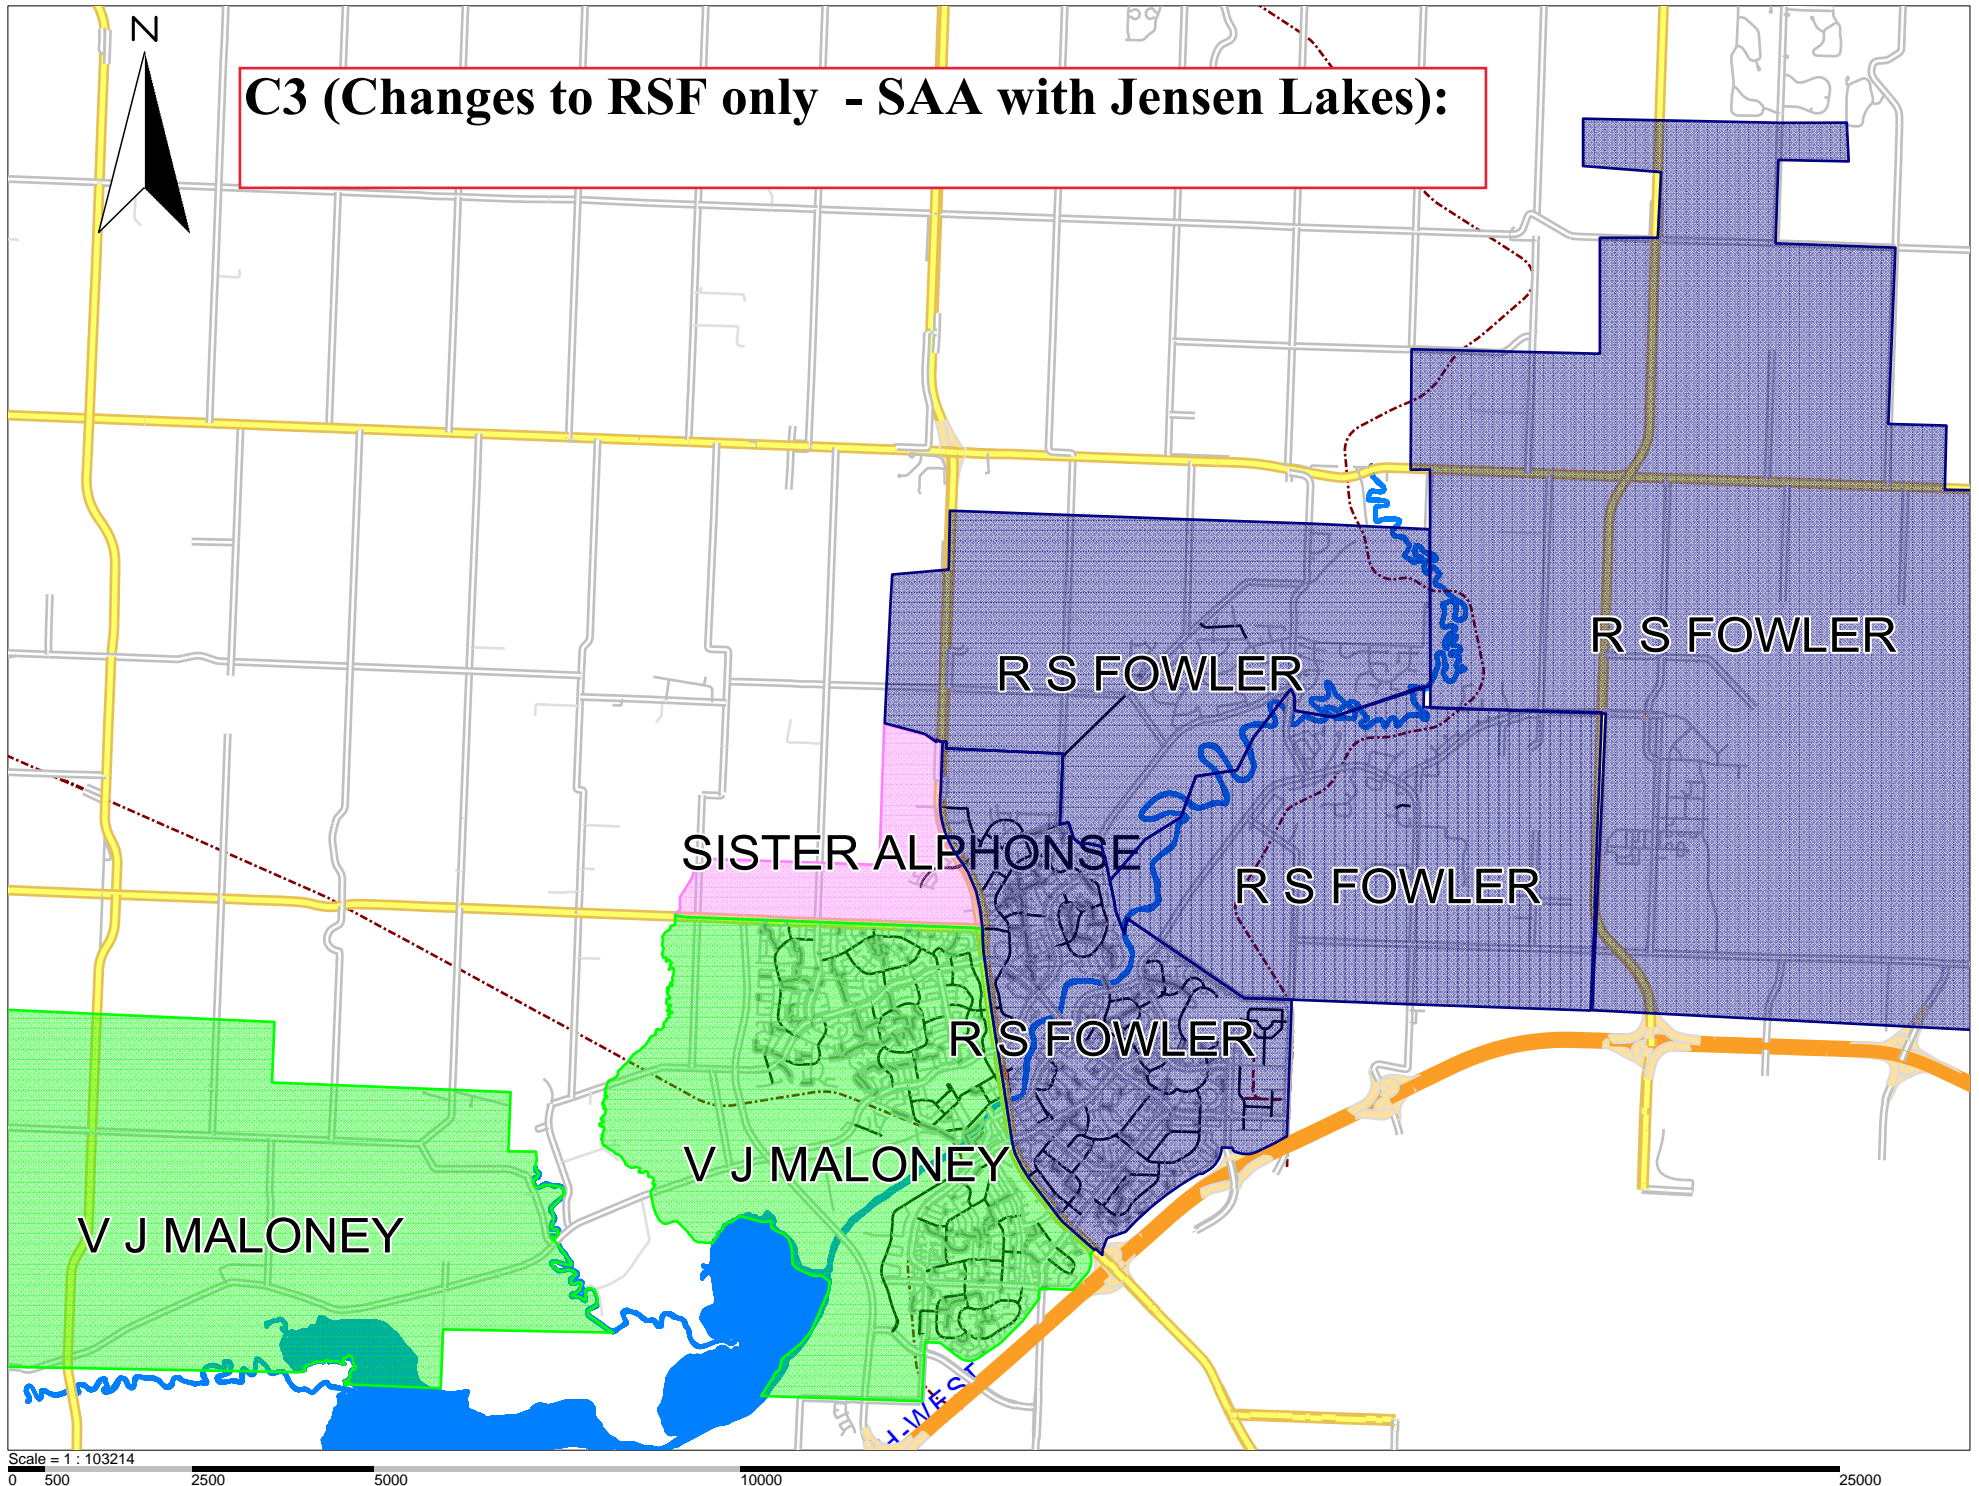 N
C3 (Changes to RSF only - SAA with Jensen Lakes):
R S FOWLER
R S FOWLER
SISTER ALPHONSE
R S FOWLER
R S FOWLER
V J MALONEY
V J MALONEY
H-WEST
Scale = 1 : 103214
0 500 2500 5000 10000 25000